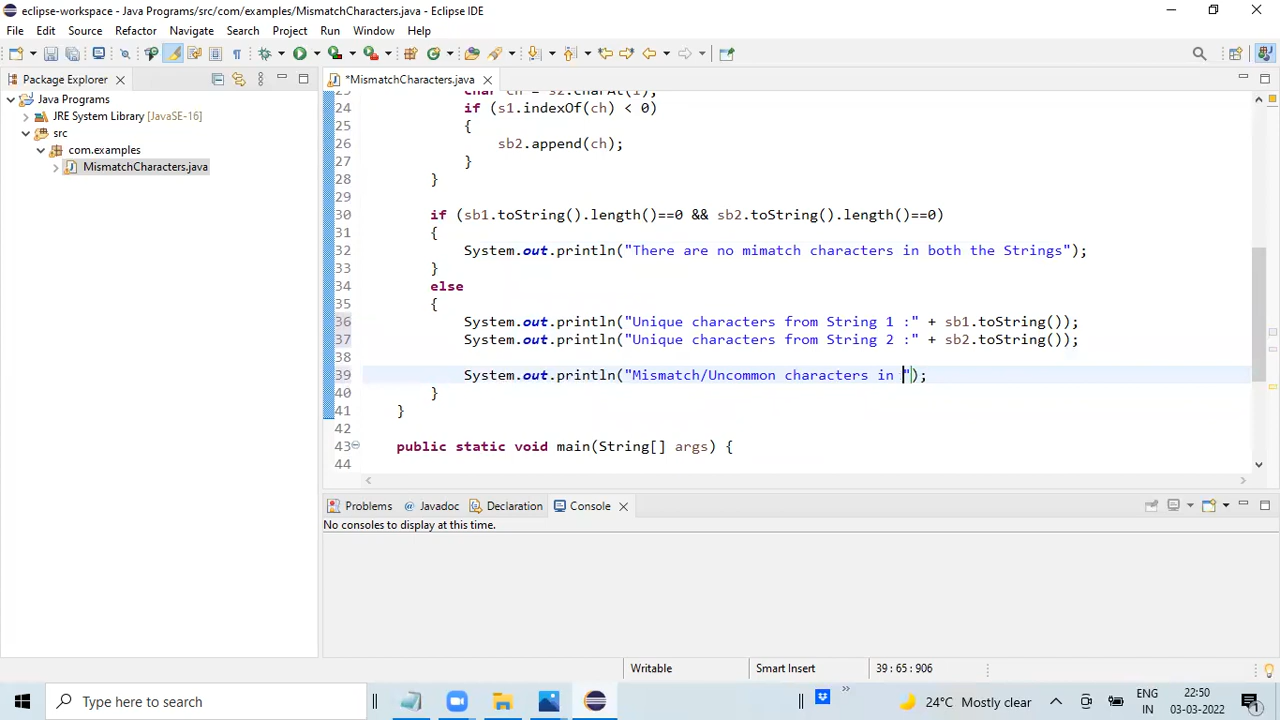 eclipse-workspace - Java Programs/src/com/examples/MismatchCharacters.java - Eclipse IDE
File Edit Source Refactor Navigate Search Project Run Window Help
Package Explorer
*MismatchCharacters.java
Java Programs
JRE System Library [JavaSE-16]
src
com.examples
MismatchCharacters.java
23 char ch = s2.charAt(i);
24 if (s1.indexOf(ch) < 0)
25 {
26 sb2.append(ch);
27 }
28 }
29
30 if (sb1.toString().length()==0 && sb2.toString().length()==0)
31 {
32 System.out.println("There are no mimatch characters in both the Strings");
33 }
34 else
35 {
36 System.out.println("Unique characters from String 1 :" + sb1.toString());
37 System.out.println("Unique characters from String 2 :" + sb2.toString());
38
39 System.out.println("Mismatch/Uncommon characters in ");
40 }
41 }
42
43 public static void main(String[] args) {
44
Problems @ Javadoc Declaration Console
No consoles to display at this time.
Writable Smart Insert 39 : 65 : 906
Type here to search
24°C Mostly clear
ENG
IN
22:50
03-03-2022
1